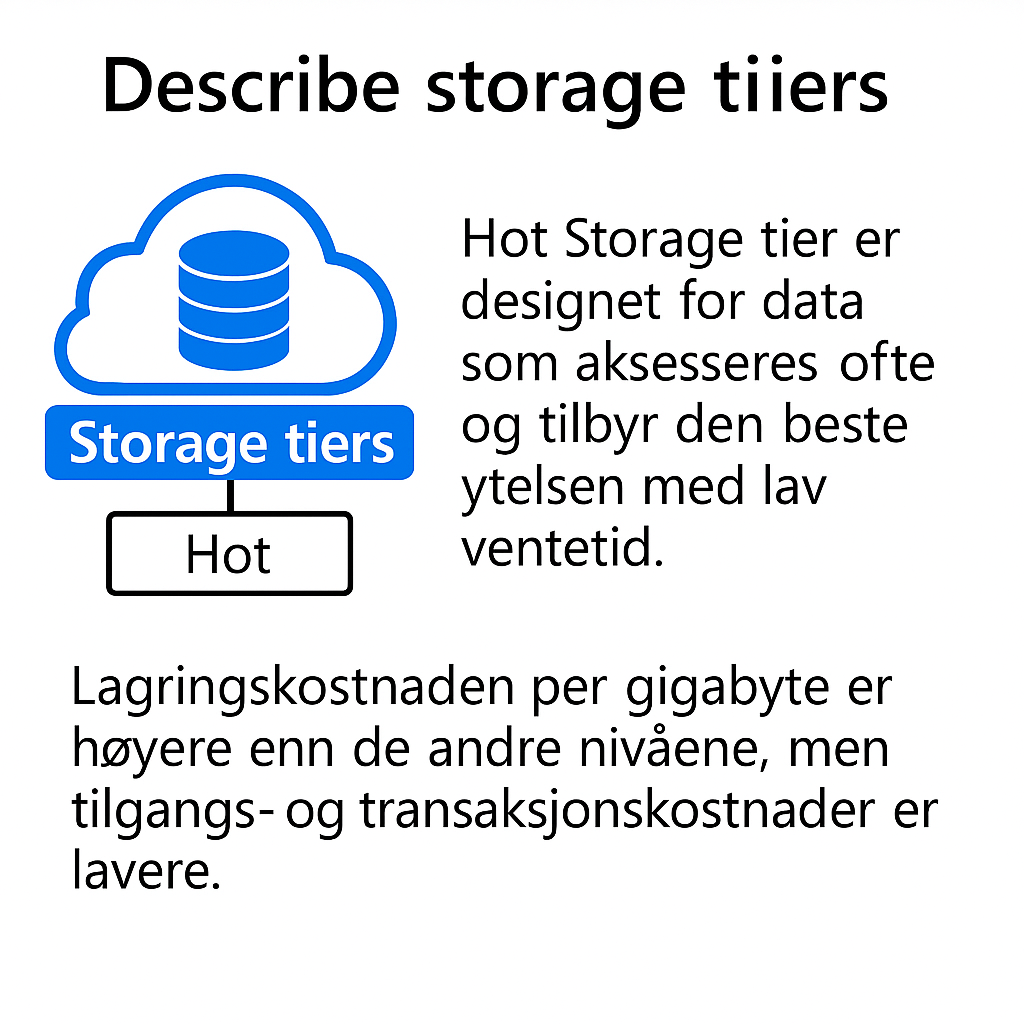 Describe storage tiiers
Storage tiers
Hot
Hot Storage tier er
designet for data
som aksesseres ofte
og tilbyr den beste
ytelsen med lav
ventetid.
Lagringskostnaden per gigabyte er
høyere enn de andre nivåene, men
tilgangs- og transaksjonskostnader er
lavere.